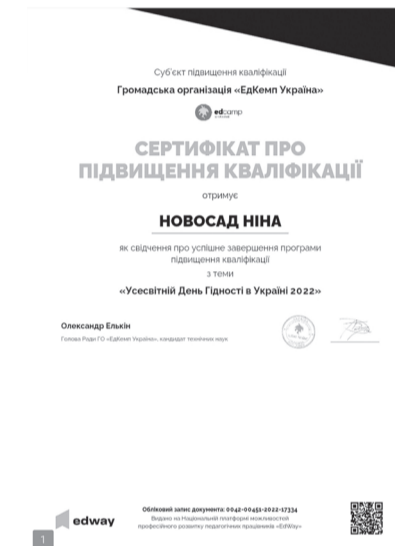 Суб'єкт підвищення кваліфікації
Громадська організація «ЕдКемп Україна»
edcamp
СЕРТИФІКАТ ПРО
ПІДВИЩЕННЯ КВАЛІФІКАЦІЇ
отримує
НОВОСАД НІНА
як свідчення про успішне завершення програми
підвищення кваліфікації
з теми
«Усесвітній День Гідності в Україні 2022»
Олександр Елькін
Голова Ради ГО «ЕдКемп Україна», кандидат технічних наук
edway
Обліковий запис документа: 0042-00451-2022-17334
Видано на Національній платформі можливостей
професійного розвитку педагогічних працівників «EdWay»
1